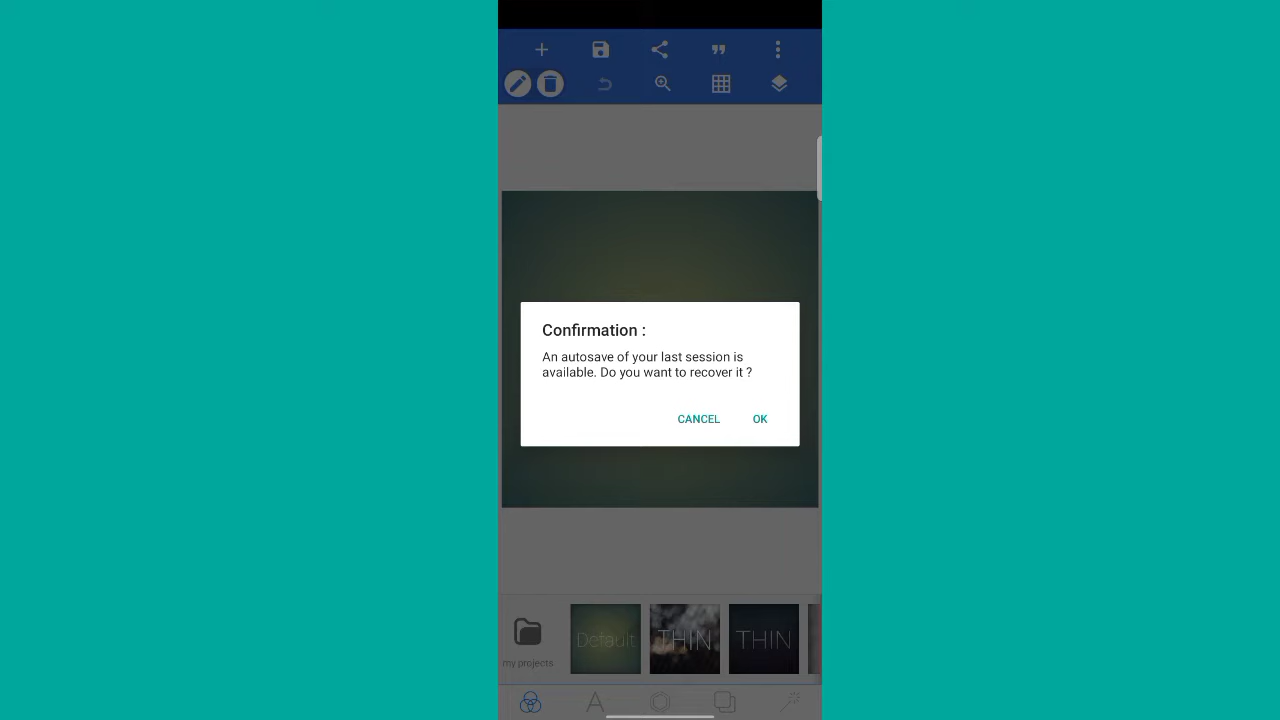 Confirmation :
An autosave of your last session is
available. Do you want to recover it ?
CANCEL OK
Default THIN THIN
my projects